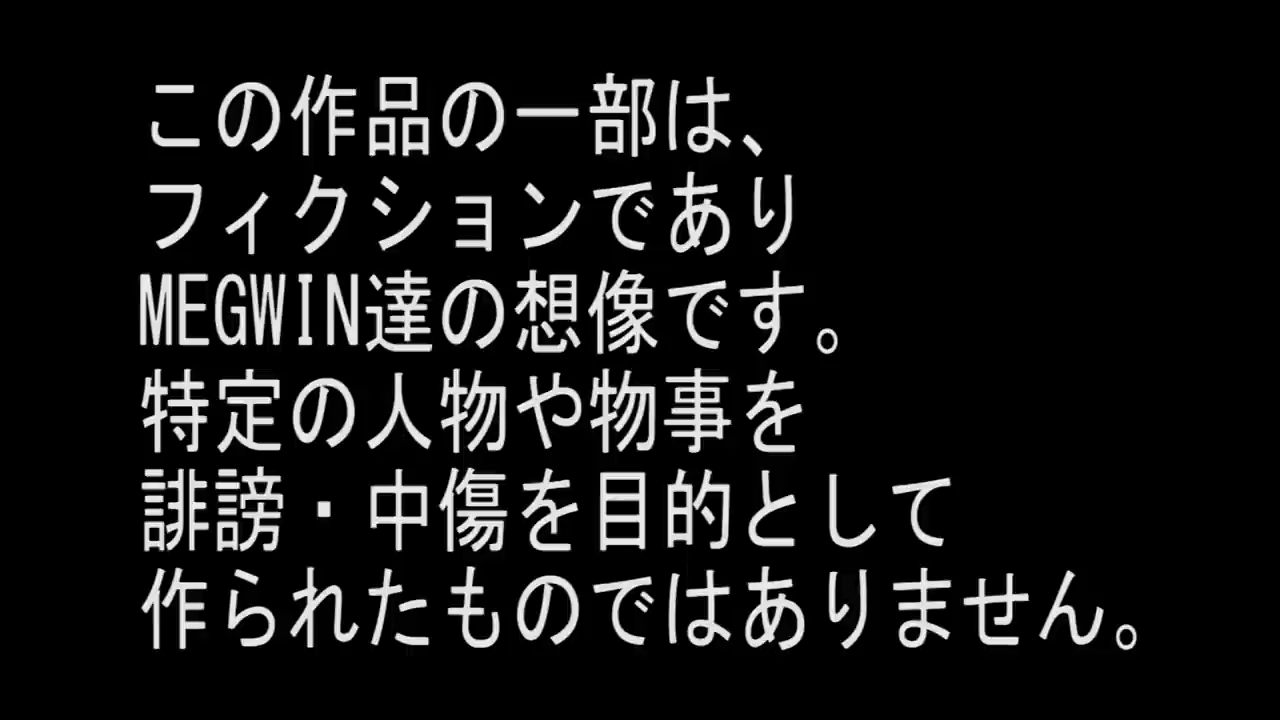 この作品の一部は、
フィクションであり
MEGWIN達の想像です。
特定の人物や物事を
誹謗・中傷を目的として
作られたものではありません。